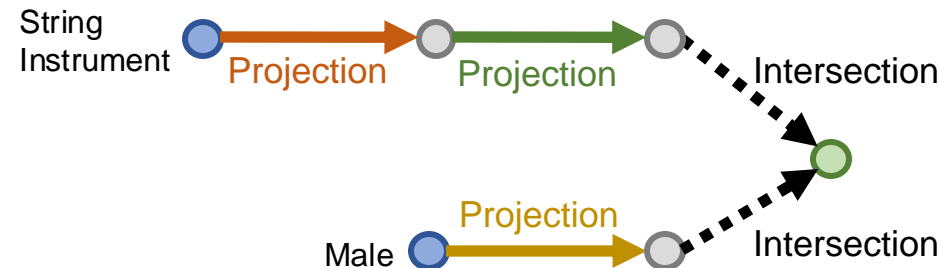 String
Instrument
Projection
Projection
Intersection
Projection
Male
Intersection